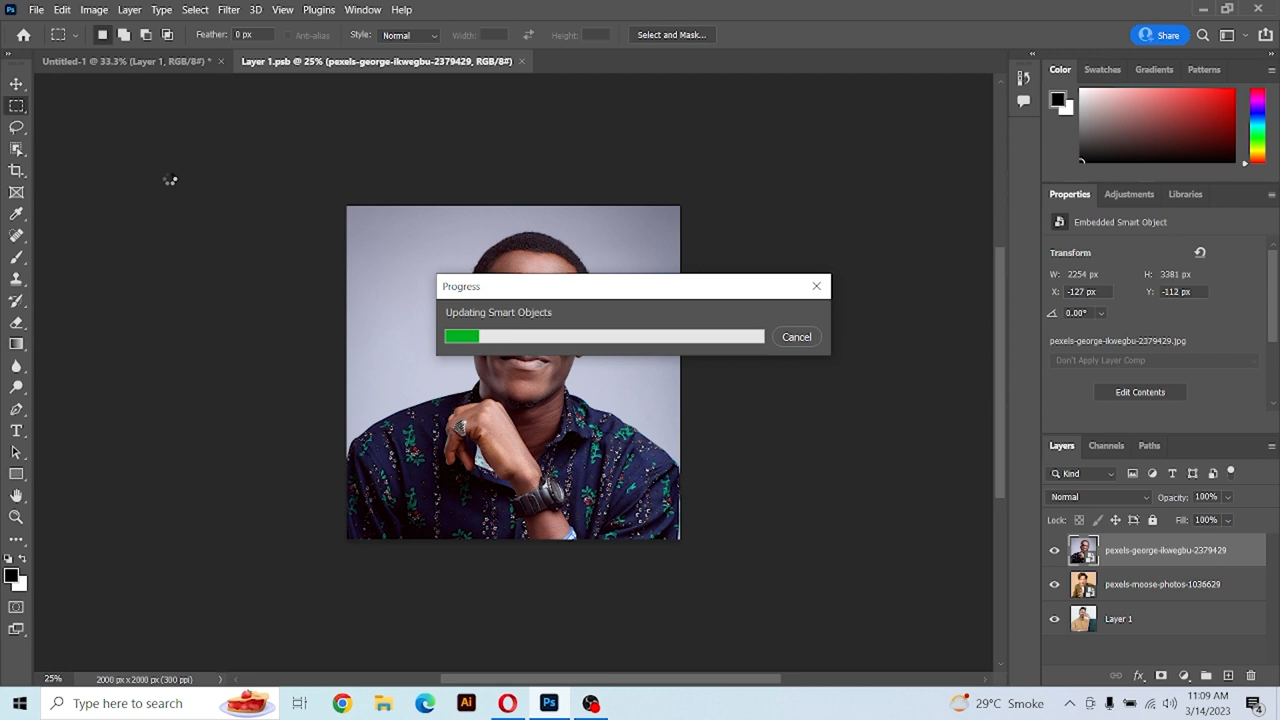 Ps File Edit Image Layer Type Select Filter 3D View Plugins Window Help
Feather: 0 px Anti-alias Style: Normal Width: Height: Select and Mask... Share
Untitled-1 @ 33.3% (Layer 1, RGB/8#) * Layer 1.psb @ 25% (pexels-george-ikwegbu-2379429, RGB/8#)
Color Swatches Gradients Patterns
Properties Adjustments Libraries
Embedded Smart Object
Transform
W: 2254 px H: 3381 px
X: -127 px Y: -112 px
0.00°
pexels-george-ikwegbu-2379429.jpg
Don't Apply Layer Comp
Edit Contents
Progress
Updating Smart Objects
Cancel
Layers Channels Paths
Kind
Normal Opacity: 100%
Lock: Fill: 100%
pexels-george-ikwegbu-2379429
pexels-moose-photos-1036629
Layer 1
fx
25% 2000 px x 2000 px (300 ppi)
Type here to search
Ai Ps
29°C Smoke
11:09 AM
3/14/2023
4